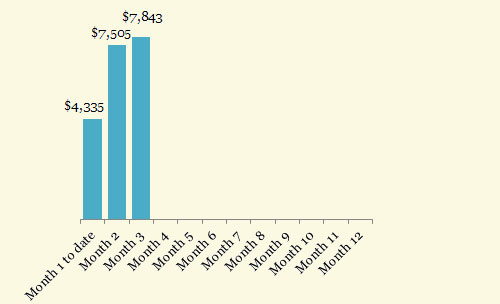 $7,843
$7,505
$4,335
Month 1 to date
Month 2
Month 3
Month 4
Month 5
Month 6
Month 7
Month 8
Month 9
Month 10
Month 11
Month 12